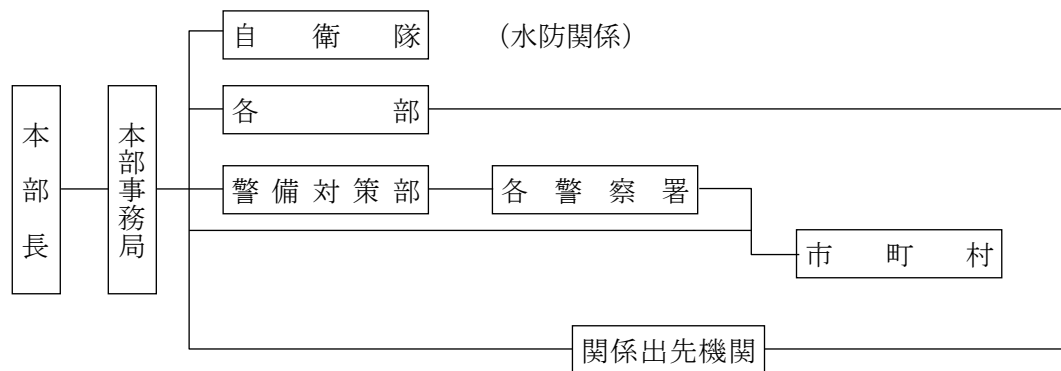 自衛隊 (水防関係)
各部
本部長
本部事務局
警備対策部
各警察署
市町村
関係出先機関